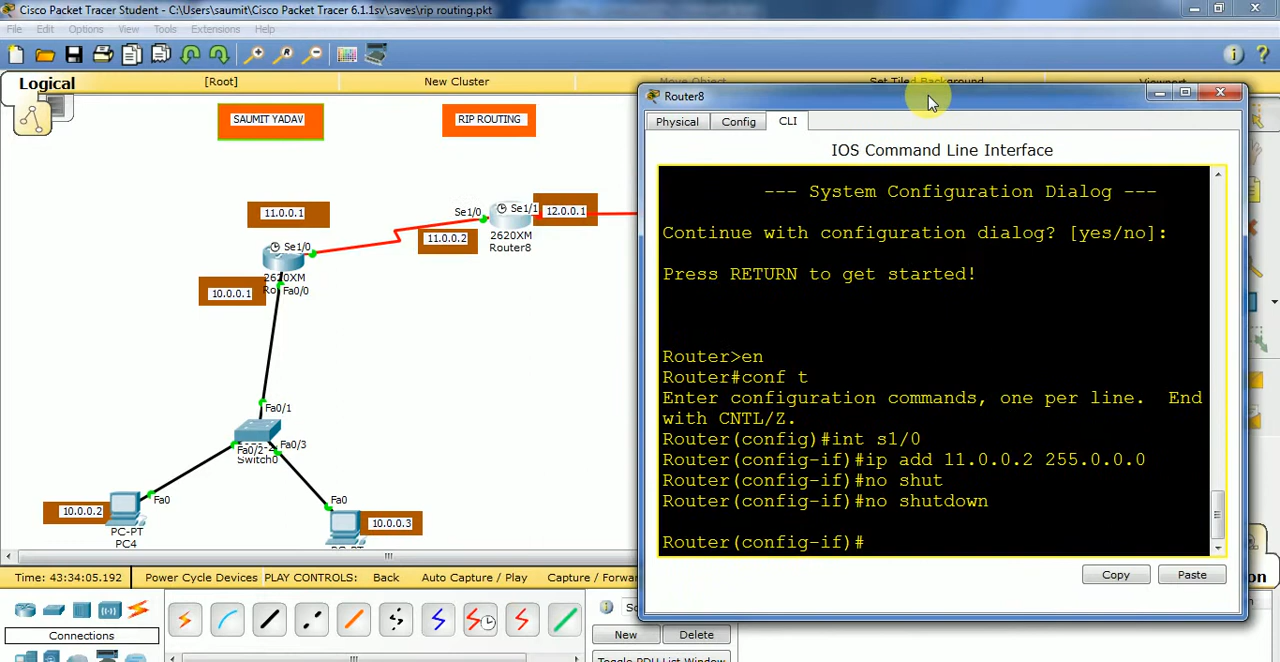 Cisco Packet Tracer Student - C:\Users\saumit\Cisco Packet Tracer 6.1.1sv\saves\rip routing.pkt
File Edit Options View Tools Extensions Help
Logical [Root] New Cluster Move Object Set Tiled Background Viewport
SAUMIT YADAV
RIP ROUTING
11.0.0.1
Se1/0
Se1/1
12.0.0.1
11.0.0.2
2620XM
Router8
Se1/0
2620XM
10.0.0.1
Fa0/0
Fa0/1
Fa0/2
Fa0/3
Switch0
Fa0
Fa0
10.0.0.2
10.0.0.3
PC-PT
PC4
Router8
Physical Config CLI
IOS Command Line Interface
--- System Configuration Dialog ---
Continue with configuration dialog? [yes/no]:
Press RETURN to get started!
Router>en
Router#conf t
Enter configuration commands, one per line. End
with CNTL/Z.
Router(config)#int s1/0
Router(config-if)#ip add 11.0.0.2 255.0.0.0
Router(config-if)#no shut
Router(config-if)#no shutdown
Router(config-if)#
Copy Paste
Time: 43:34:05.192 Power Cycle Devices PLAY CONTROLS: Back Auto Capture / Play Capture / Forwa
Connections
New Delete
Toggle PDU List Window